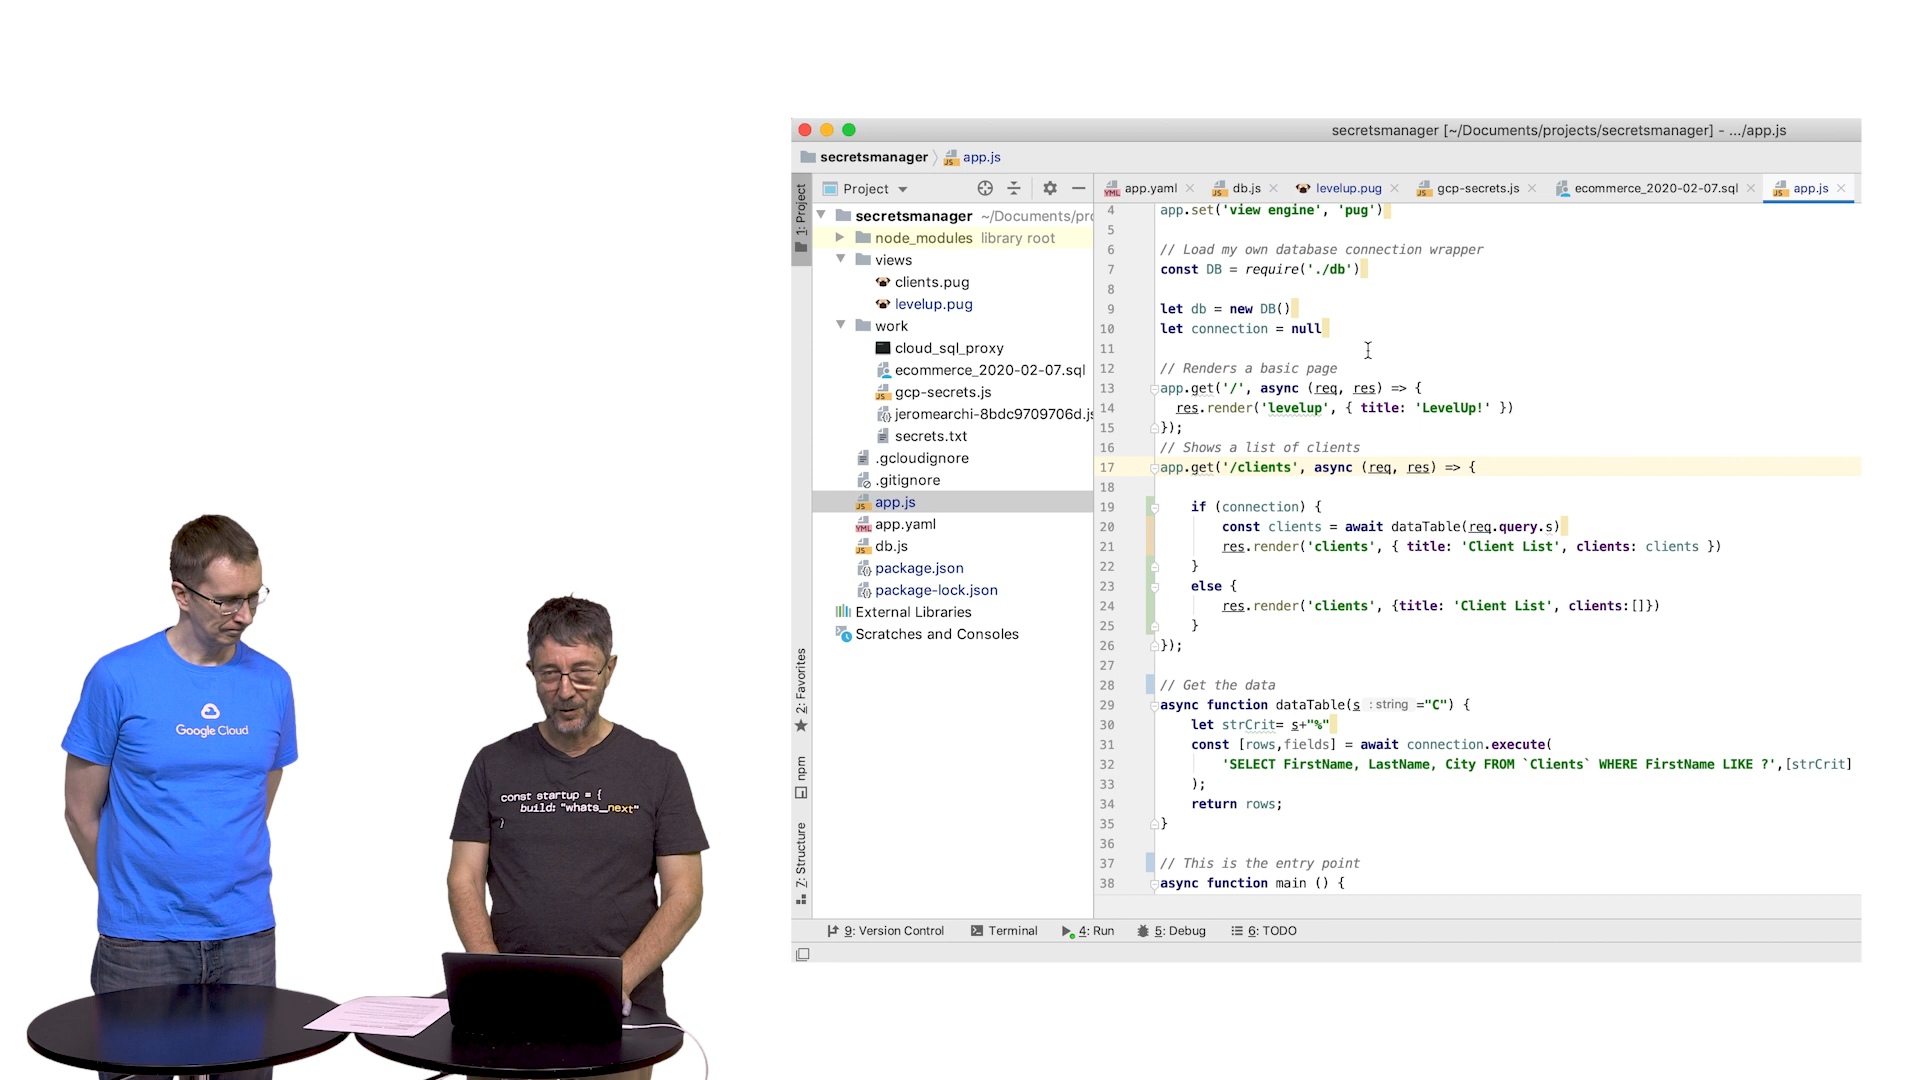 secretsmanager [~/Documents/projects/secretsmanager] - .../app.js
secretsmanager app.js
1: Project
Project
app.yaml db.js levelup.pug gcp-secrets.js ecommerce_2020-02-07.sql app.js
secretsmanager ~/Documents/pro
node_modules library root
views
clients.pug
levelup.pug
work
cloud_sql_proxy
ecommerce_2020-02-07.sql
gcp-secrets.js
jeromearchi-8bdc9709706d.js
secrets.txt
.gcloudignore
.gitignore
app.js
app.yaml
db.js
package.json
package-lock.json
External Libraries
Scratches and Consoles
2: Favorites
npm
7: Structure
4 app.set('view engine', 'pug')
5
6 // Load my own database connection wrapper
7 const DB = require('./db')
8
9 let db = new DB()
10 let connection = null
11
12 // Renders a basic page
13 app.get('/', async (req, res) => {
14 res.render('levelup', { title: 'LevelUp!' })
15 });
16 // Shows a list of clients
17 app.get('/clients', async (req, res) => {
18
19 if (connection) {
20 const clients = await dataTable(req.query.s)
21 res.render('clients', { title: 'Client List', clients: clients })
22 }
23 else {
24 res.render('clients', {title: 'Client List', clients:[]})
25 }
26 });
27
28 // Get the data
29 async function dataTable(s : string ="C") {
30 let strCrit= s+"%"
31 const [rows,fields] = await connection.execute(
32 'SELECT FirstName, LastName, City FROM `Clients` WHERE FirstName LIKE ?',[strCrit]
33 );
34 return rows;
35 }
36
37 // This is the entry point
38 async function main () {
9: Version Control Terminal 4: Run 5: Debug 6: TODO
Google Cloud
const startup = {
build: "whats_next"
}